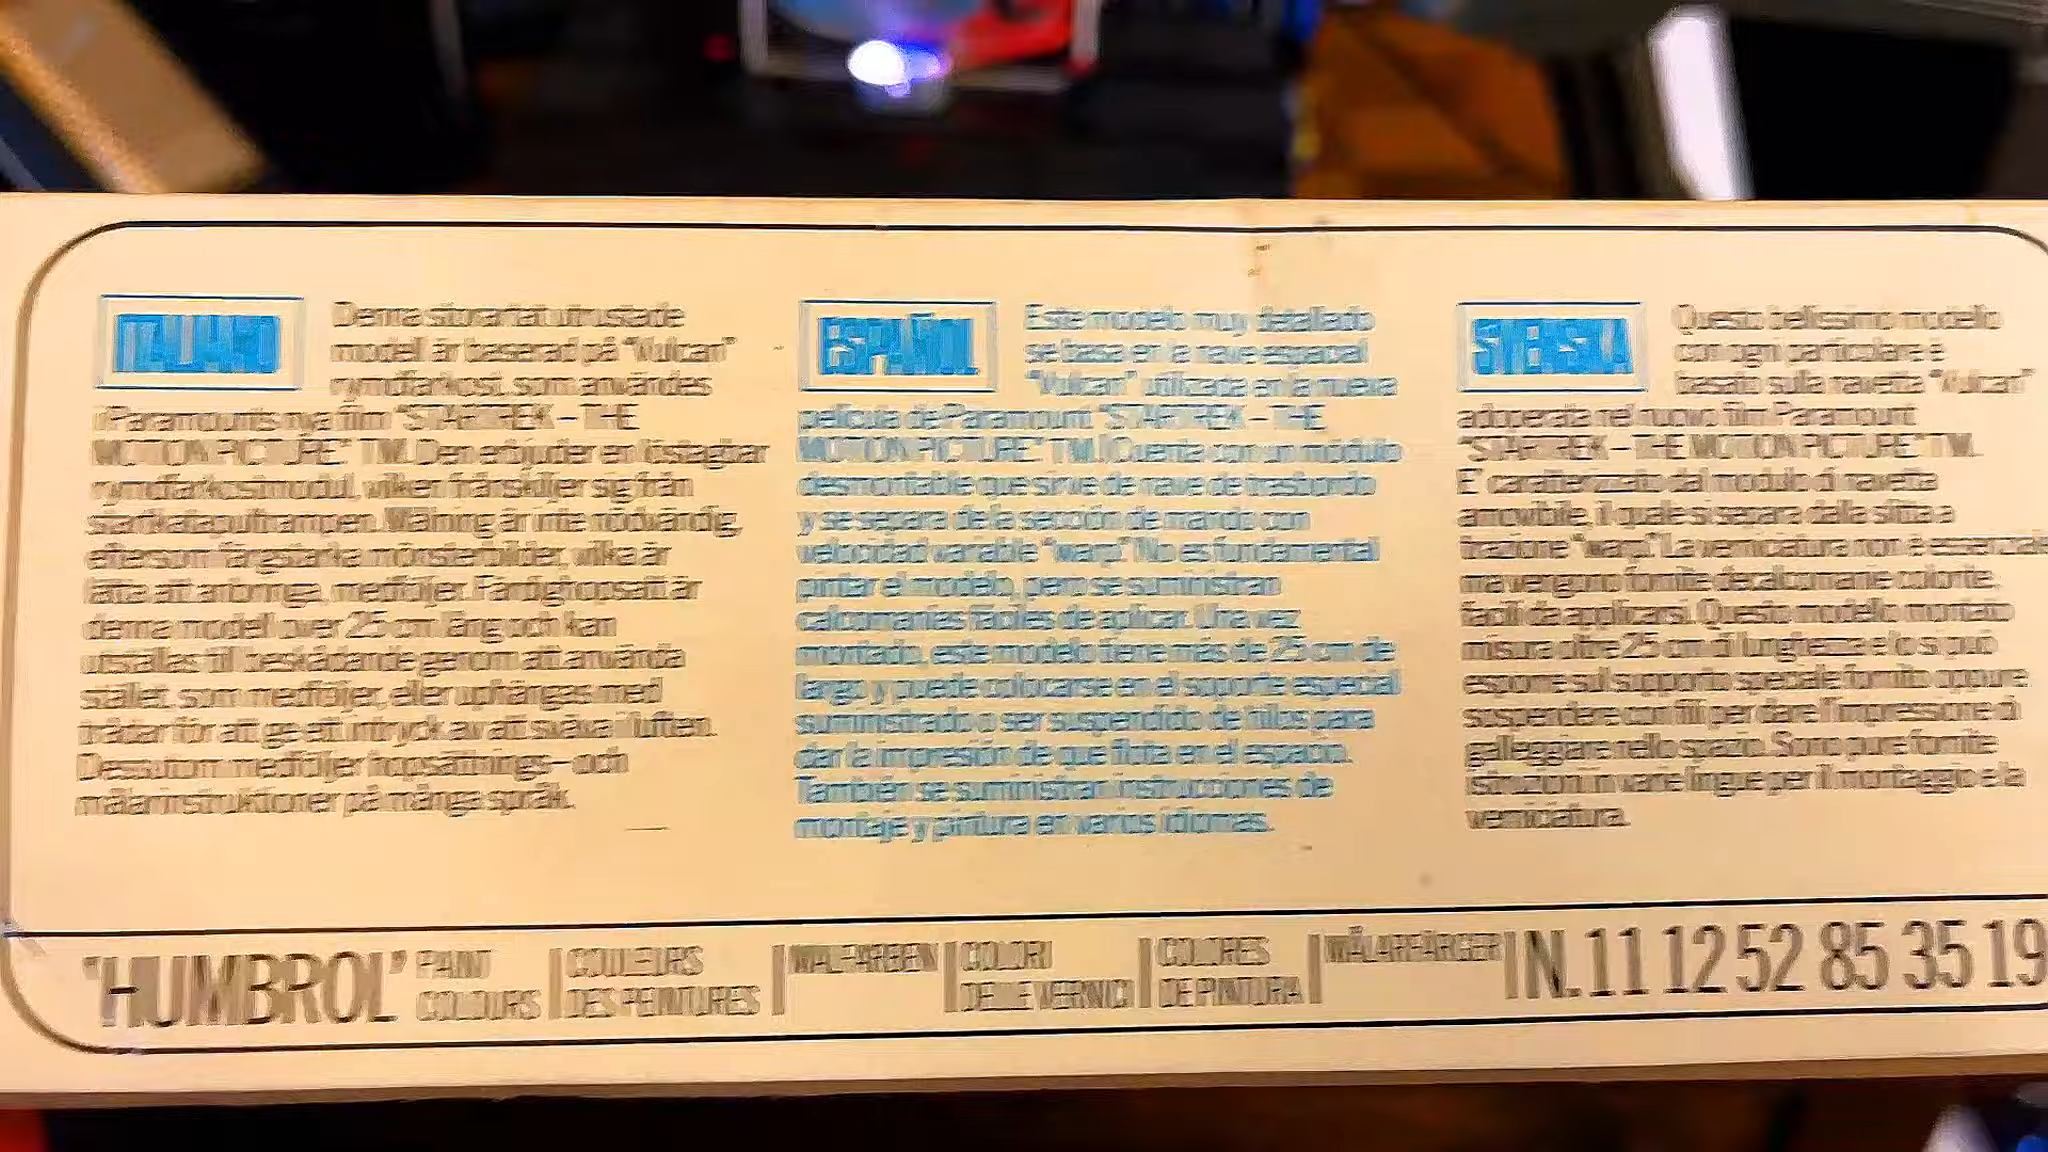 ITALIANO
Denna storartat utrustade
modell är baserad på "Vulcan"
rymdfarkost, som användes
i Paramounts nya film "STAR TREK – THE
MOTION PICTURE" TM. Den erbjuder en löstagbar
rymdfarkostmodul, vilken frånskiljer sig från
Målning är inte nödvändig,
eftersom färgstarka mönsterbilder, vilka är
lätta att anbringa, medföljer. Färdighopsatt är
denna modell över 25 cm lång och kan
utställas till beskådande genom att använda
stället, som medföljer, eller upphängas med
trådar för att ge ett intryck av att sväva i luften.
Dessutom medföljer hopsättnings– och
målarinstruktioner på många språk.
ESPAÑOL
Este modelo muy detallado
se basa en la nave espacial
"Vulcan" utilizada en la nueva
película de Paramount "STAR TREK – THE
MOTION PICTURE" TM. Cuenta con un módulo
desmontable que sirve de nave de trasbordo
y se separa de la sección de mando con
velocidad variable "warp" No es fundamental
pintar el modelo, pero se suministran
calcomanías fáciles de aplicar. Una vez
montado, este modelo tiene más de 25 cm de
largo y puede colocarse en el soporte especial
suministrado o ser suspendido de hilos para
dar la impresión de que flota en el espacio.
También se suministran instrucciones de
montaje y pintura en varios idiomas.
SVENSKA
Questo bellissimo modello
con ogni particolare è
basato sulla navetta "Vulcan"
adoperata nel nuovo film Paramount
"STAR TREK – THE MOTION PICTURE" TM.
E' caratterizzato dal modulo di navetta
amovibile, il quale si separa dalla slitta a
trazione "warp". La verniciatura non è essenziale
ma vengono fornite decalcomanie colorite,
facili da applicarsi. Questo modello montato
misura oltre 25 cm di lunghezza e lo si può
esporre sul supporto speciale fornito oppure
sospendere con fili per dare l'impressione di
galleggiare nello spazio. Sono pure fornite
istruzioni in varie lingue per il montaggio e la
verniciatura.
'HUMBROL' PAINT COLOURS | COULEURS DES PEINTURES | MALFARBEN | COLORI DELLE VERNICI | COLORES DE PINTURA | MÅLARFÄRGER | N. 11 12 52 85 35 19